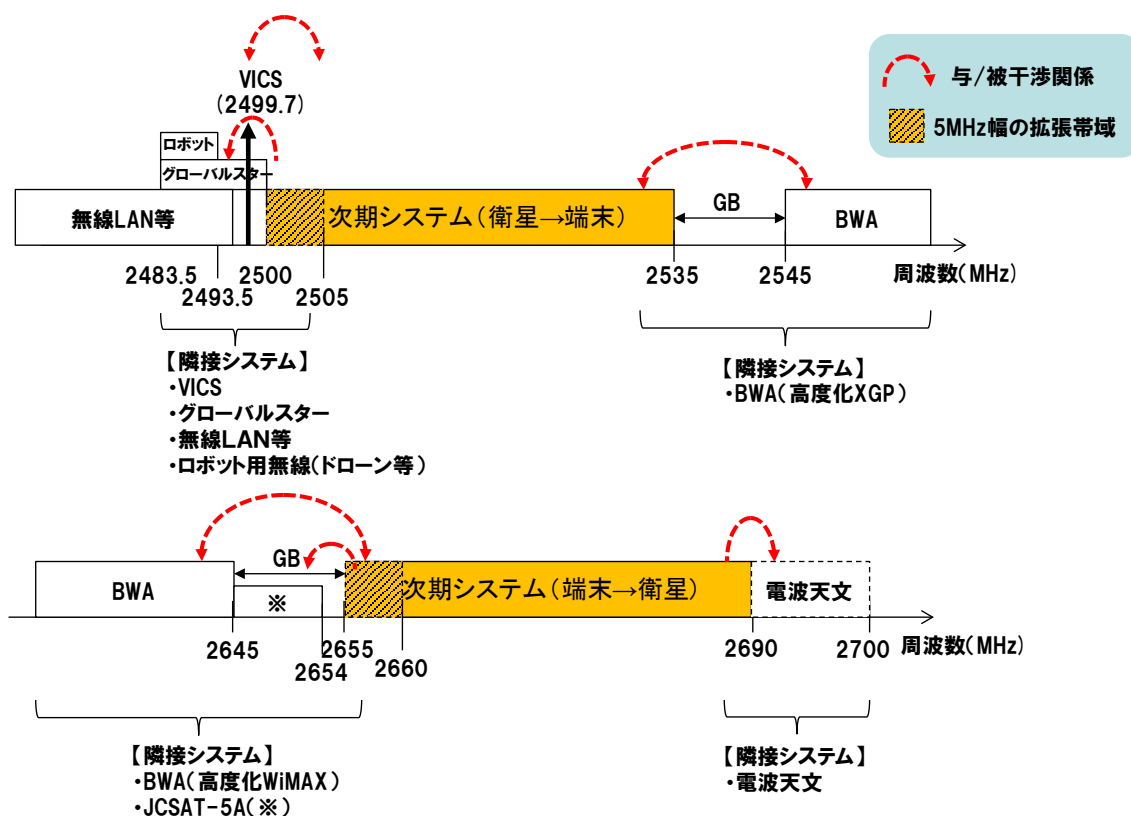 与/被干渉関係
5MHz幅の拡張帯域
VICS
(2499.7)
ロボット
グローバルスター
無線LAN等
次期システム(衛星→端末)
GB
BWA
2483.5
2500
2493.5
2505
2535
2545
周波数(MHz)
【隣接システム】
・VICS
・グローバルスター
・無線LAN等
・ロボット用無線(ドローン等)
【隣接システム】
・BWA(高度化XGP)
BWA
GB
※
次期システム(端末→衛星)
電波天文
2645
2655
2654
2660
2690
2700
周波数(MHz)
【隣接システム】
・BWA(高度化WiMAX)
・JCSAT-5A(※)
【隣接システム】
・電波天文